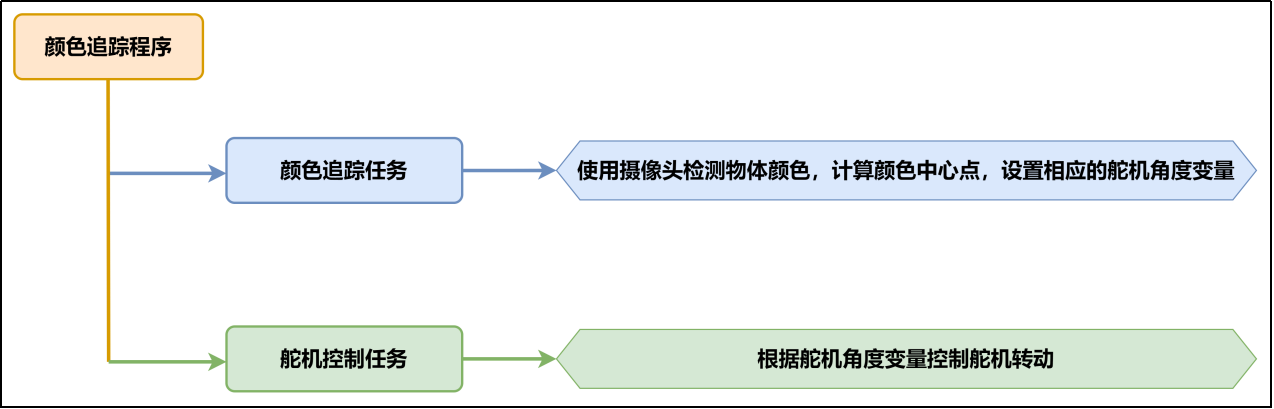 颜色追踪程序
颜色追踪任务
使用摄像头检测物体颜色，计算颜色中心点，设置相应的舵机角度变量
舵机控制任务
根据舵机角度变量控制舵机转动